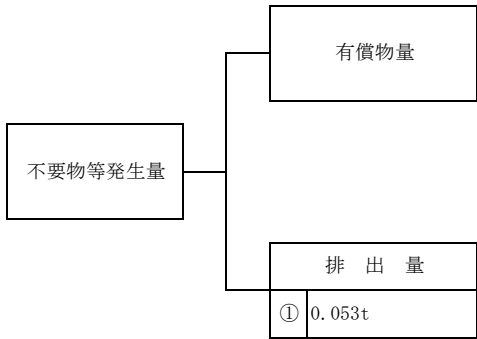 有償物量
不要物等発生量
排　出　量
① 0.053t